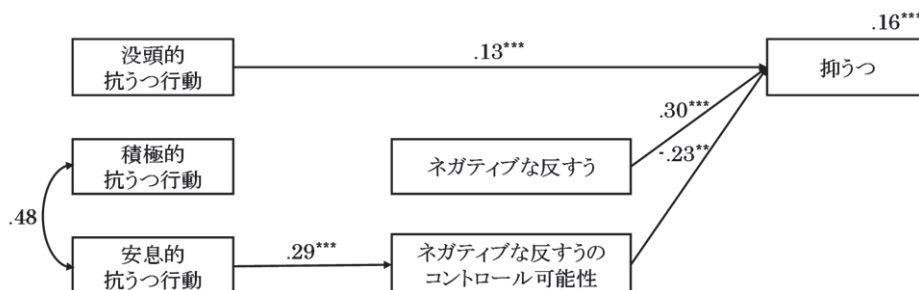 .16***
没頭的
抗うつ行動
.13***
抑うつ
.30***
積極的
抗うつ行動
ネガティブな反すう
-.23**
.48
安息的
抗うつ行動
.29***
ネガティブな反すうの
コントロール可能性